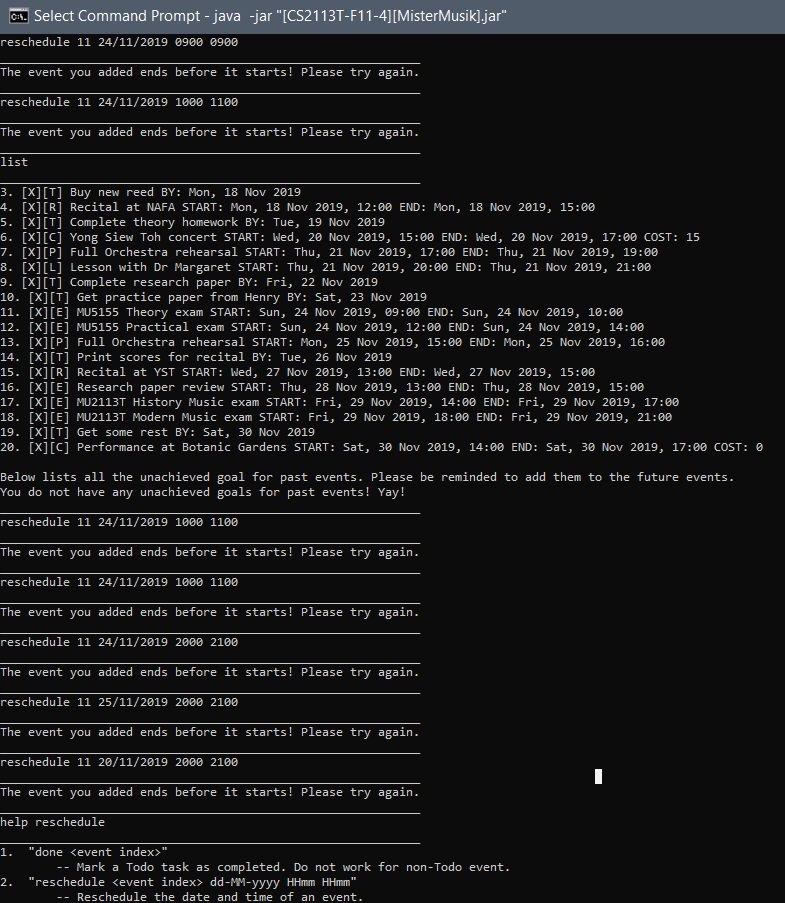 Select Command Prompt - java -jar "[CS2113T-F11-4][MisterMusik].jar"
reschedule 11 24/11/2019 0900 0900
The event you added ends before it starts! Please try again.
reschedule 11 24/11/2019 1000 1100
The event you added ends before it starts! Please try again.
list
3. [X][T] Buy new reed BY: Mon, 18 Nov 2019
4. [X][R] Recital at NAFA START: Mon, 18 Nov 2019, 12:00 END: Mon, 18 Nov 2019, 15:00
5. [X][T] Complete theory homework BY: Tue, 19 Nov 2019
6. [X][C] Yong Siew Toh concert START: Wed, 20 Nov 2019, 15:00 END: Wed, 20 Nov 2019, 17:00 COST: 15
7. [X][P] Full Orchestra rehearsal START: Thu, 21 Nov 2019, 17:00 END: Thu, 21 Nov 2019, 19:00
8. [X][L] Lesson with Dr Margaret START: Thu, 21 Nov 2019, 20:00 END: Thu, 21 Nov 2019, 21:00
9. [X][T] Complete research paper BY: Fri, 22 Nov 2019
10. [X][T] Get practice paper from Henry BY: Sat, 23 Nov 2019
11. [X][E] MU5155 Theory exam START: Sun, 24 Nov 2019, 09:00 END: Sun, 24 Nov 2019, 10:00
12. [X][E] MU5155 Practical exam START: Sun, 24 Nov 2019, 12:00 END: Sun, 24 Nov 2019, 14:00
13. [X][P] Full Orchestra rehearsal START: Mon, 25 Nov 2019, 15:00 END: Mon, 25 Nov 2019, 16:00
14. [X][T] Print scores for recital BY: Tue, 26 Nov 2019
15. [X][R] Recital at YST START: Wed, 27 Nov 2019, 13:00 END: Wed, 27 Nov 2019, 15:00
16. [X][E] Research paper review START: Thu, 28 Nov 2019, 13:00 END: Thu, 28 Nov 2019, 15:00
17. [X][E] MU2113T History Music exam START: Fri, 29 Nov 2019, 14:00 END: Fri, 29 Nov 2019, 17:00
18. [X][E] MU2113T Modern Music exam START: Fri, 29 Nov 2019, 18:00 END: Fri, 29 Nov 2019, 21:00
19. [X][T] Get some rest BY: Sat, 30 Nov 2019
20. [X][C] Performance at Botanic Gardens START: Sat, 30 Nov 2019, 14:00 END: Sat, 30 Nov 2019, 17:00 COST: 0
Below lists all the unachieved goal for past events. Please be reminded to add them to the future events.
You do not have any unachieved goals for past events! Yay!
reschedule 11 24/11/2019 1000 1100
The event you added ends before it starts! Please try again.
reschedule 11 24/11/2019 1000 1100
The event you added ends before it starts! Please try again.
reschedule 11 24/11/2019 2000 2100
The event you added ends before it starts! Please try again.
reschedule 11 25/11/2019 2000 2100
The event you added ends before it starts! Please try again.
reschedule 11 20/11/2019 2000 2100
The event you added ends before it starts! Please try again.
help reschedule
1. "done <event index>"
-- Mark a Todo task as completed. Do not work for non-Todo event.
2. "reschedule <event index> dd-MM-yyyy HHmm HHmm"
-- Reschedule the date and time of an event.